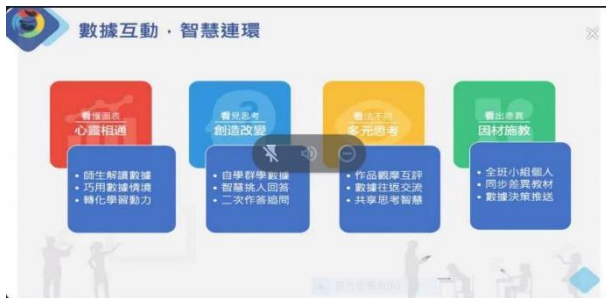 數據互動．智慧連環
看懂圖表
心靈相通
• 師生解讀數據
• 巧用數據情境
• 轉化學習動力
看見思考
創造改變
• 自學群學數據
• 智慧挑人回答
• 二次作答追問
看法不同
多元思考
• 作品觀摩互評
• 數據往返交流
• 共享思考智慧
看出差異
因材施教
• 全班小組個人
• 同步差異教材
• 數據決策推送